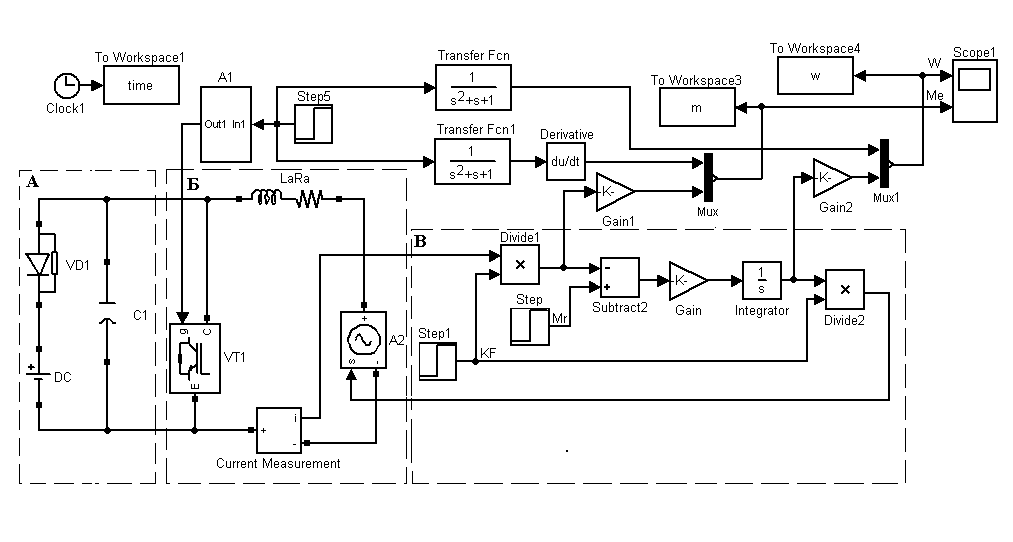 To Workspace1
time
Clock1
A1
Out1 In1
Step5
Transfer Fcn
1
s²+s+1
Transfer Fcn1
1
s²+s+1
Derivative
du/dt
To Workspace3
m
To Workspace4
w
Scope1
W
Me
-K-
Gain1
Mux
-K-
Gain2
Mux1
А
Б
LaRa
VD1
C1
+
DC
g
C
E
VT1
+
s
-
A2
+
i
-
Current Measurement
В
Divide1
×
-
+
Subtract2
-K-
Gain
1
s
Integrator
×
Divide2
Step
Mr
Step1
KF